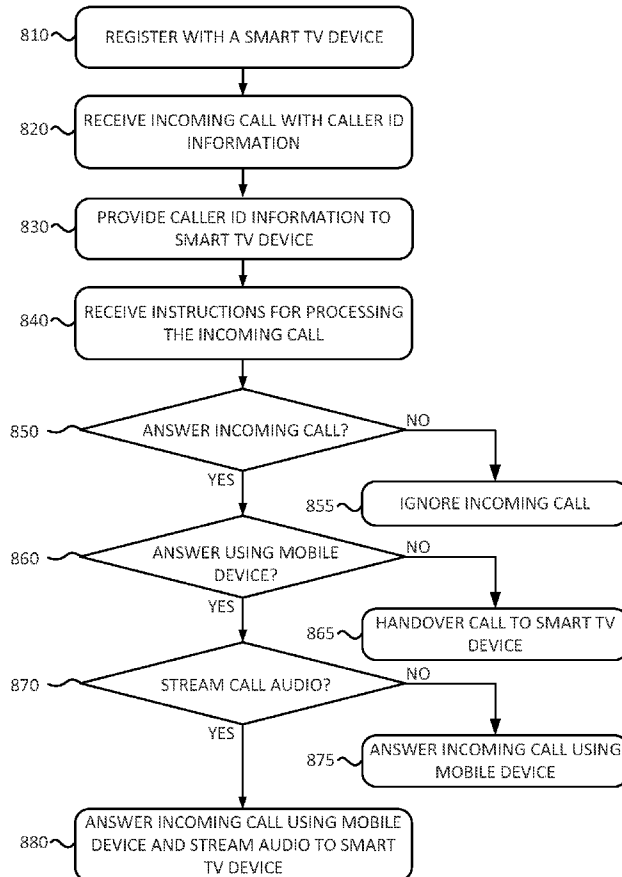 810
REGISTER WITH A SMART TV DEVICE
820
RECEIVE INCOMING CALL WITH CALLER ID
INFORMATION
830
PROVIDE CALLER ID INFORMATION TO
SMART TV DEVICE
840
RECEIVE INSTRUCTIONS FOR PROCESSING
THE INCOMING CALL
850
ANSWER INCOMING CALL?
NO
YES
855
IGNORE INCOMING CALL
860
ANSWER USING MOBILE
DEVICE?
NO
YES
865
HANDOVER CALL TO SMART TV
DEVICE
870
STREAM CALL AUDIO?
NO
YES
875
ANSWER INCOMING CALL USING
MOBILE DEVICE
880
ANSWER INCOMING CALL USING MOBILE
DEVICE AND STREAM AUDIO TO SMART
TV DEVICE